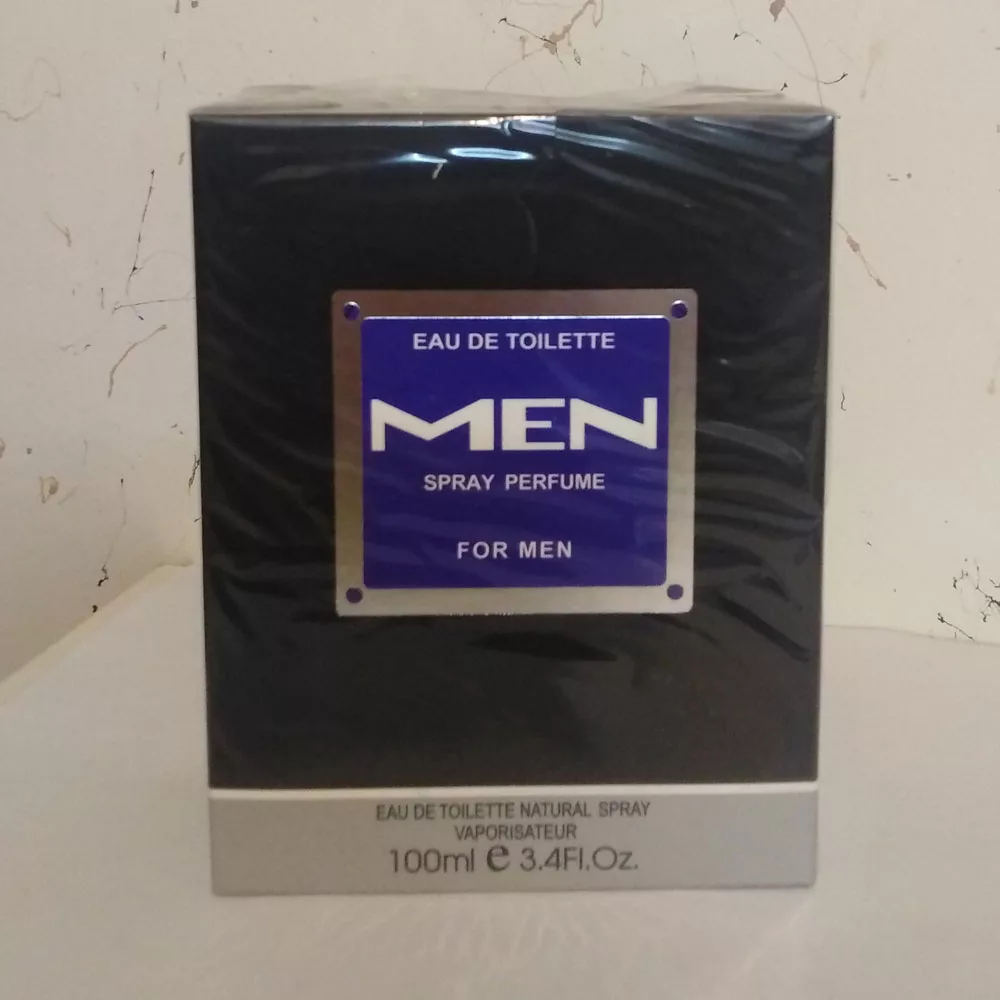 EAU DE TOILETTE
MEN
SPRAY PERFUME
FOR MEN
EAU DE TOILETTE NATURAL SPRAY
VAPORISATEUR
100ml e 3.4Fl.Oz.